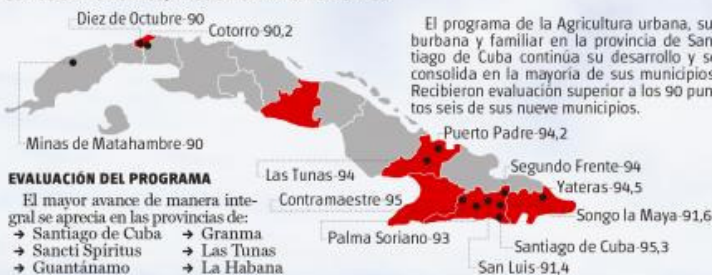 Diez de Octubre-90
Cotorro-90,2
El programa de la Agricultura urbana, su
burbana y familiar en la provincia de San
tiago de Cuba continúa su desarrollo y se
consolida en la mayoría de sus municipios
Recibieron evaluación superior a los 90 pun
tos seis de sus nueve municipios.
Minas de Matahambre-90
Puerto Padre-94,2
Las Tunas-94
Segundo Frente-94
Yateras-94,5
Contramaestre-95
Songo la Maya-91,6
Palma Soriano-93
Santiago de Cuba-95,3
San Luis-91,4
EVALUACIÓN DEL PROGRAMA
El mayor avance de manera inte-
gral se aprecia en las provincias de:
→ Santiago de Cuba → Granma
→ Sancti Spíritus → Las Tunas
→ Guantánamo → La Habana